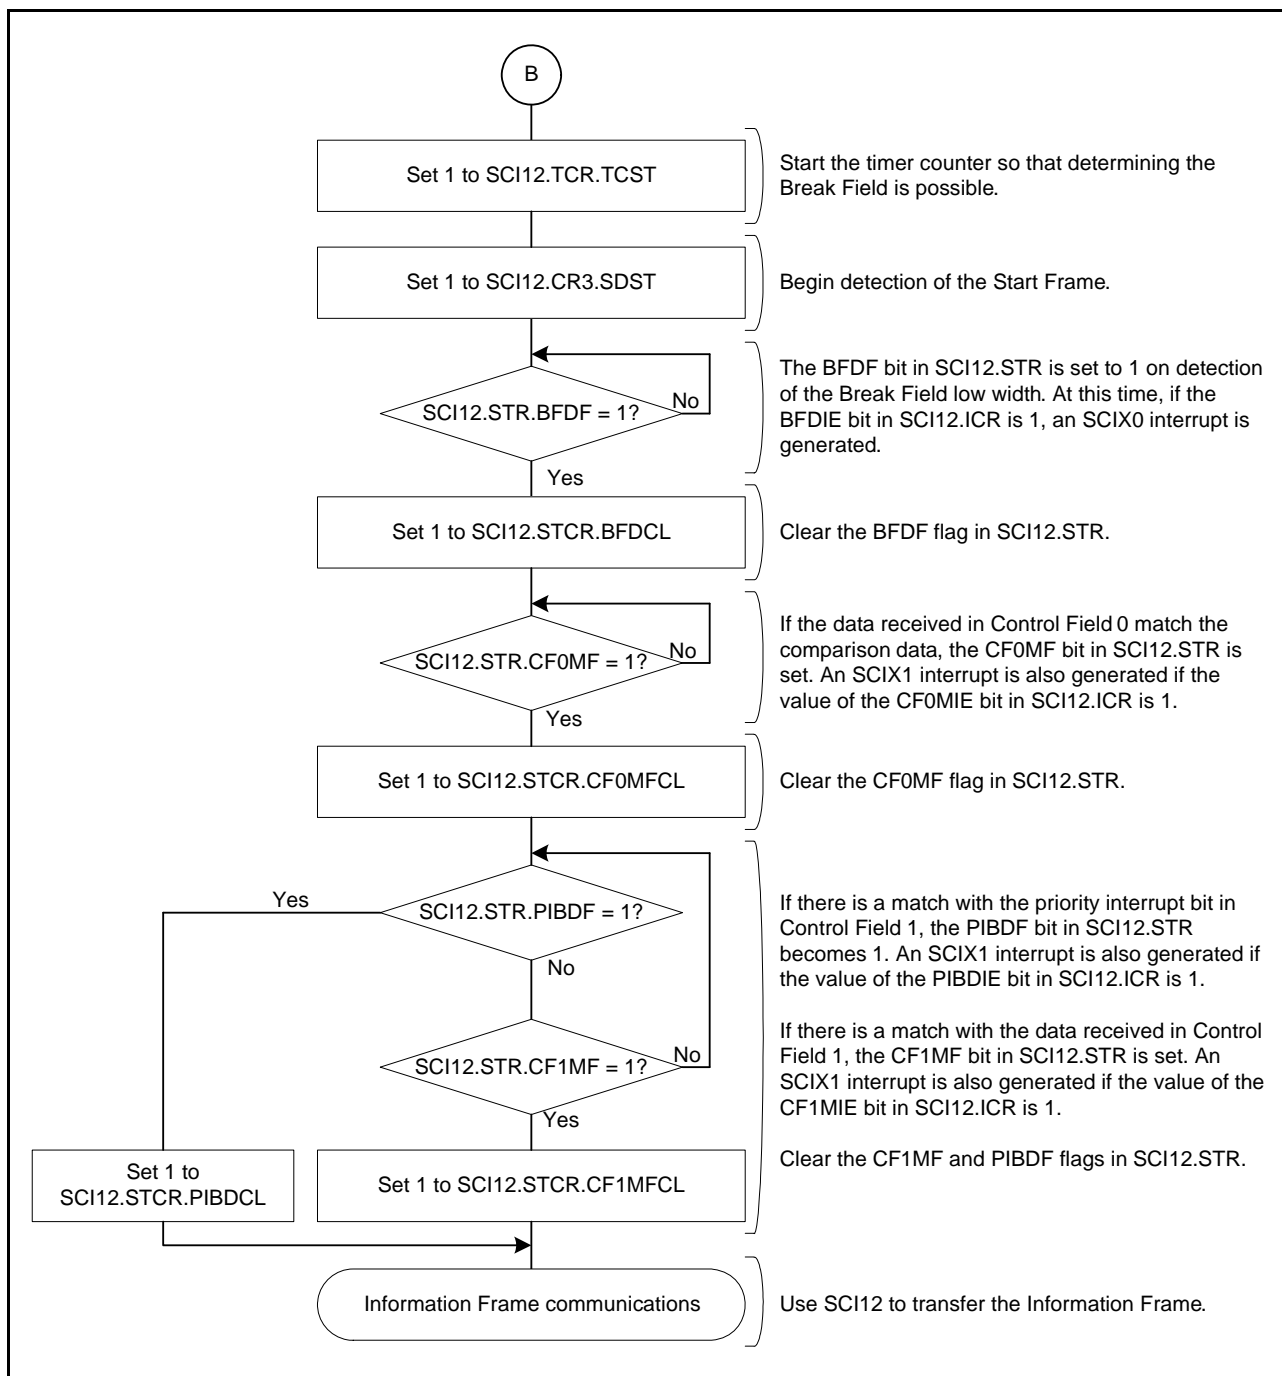 B
Set 1 to SCI12.TCR.TCST
Start the timer counter so that determining the
Break Field is possible.
Set 1 to SCI12.CR3.SDST
Begin detection of the Start Frame.
SCI12.STR.BFDF = 1?
No
Yes
The BFDF bit in SCI12.STR is set to 1 on detection
of the Break Field low width. At this time, if the
BFDIE bit in SCI12.ICR is 1, an SCIX0 interrupt is
generated.
Set 1 to SCI12.STCR.BFDCL
Clear the BFDF flag in SCI12.STR.
SCI12.STR.CF0MF = 1?
No
Yes
If the data received in Control Field 0 match the
comparison data, the CF0MF bit in SCI12.STR is
set. An SCIX1 interrupt is also generated if the
value of the CF0MIE bit in SCI12.ICR is 1.
Set 1 to SCI12.STCR.CF0MFCL
Clear the CF0MF flag in SCI12.STR.
Yes
SCI12.STR.PIBDF = 1?
No
If there is a match with the priority interrupt bit in
Control Field 1, the PIBDF bit in SCI12.STR
becomes 1. An SCIX1 interrupt is also generated if
the value of the PIBDIE bit in SCI12.ICR is 1.
SCI12.STR.CF1MF = 1?
No
Yes
If there is a match with the data received in Control
Field 1, the CF1MF bit in SCI12.STR is set. An
SCIX1 interrupt is also generated if the value of the
CF1MIE bit in SCI12.ICR is 1.
Clear the CF1MF and PIBDF flags in SCI12.STR.
Set 1 to
SCI12.STCR.PIBDCL
Set 1 to SCI12.STCR.CF1MFCL
Information Frame communications
Use SCI12 to transfer the Information Frame.